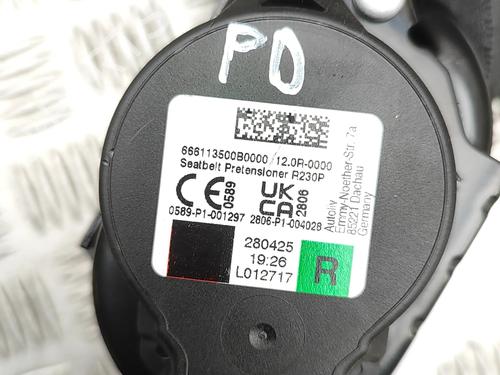 PD
666113500B0000/12.0R-0000
Seatbelt Pretensioner R230P
CE 0589
UK CA 2806
0589-P1-001297 2806-P1-004028
Autoliv
Emmy-Noether-Str. 7a
85221 Dachau
Germany
280425
19:26
L012717
R